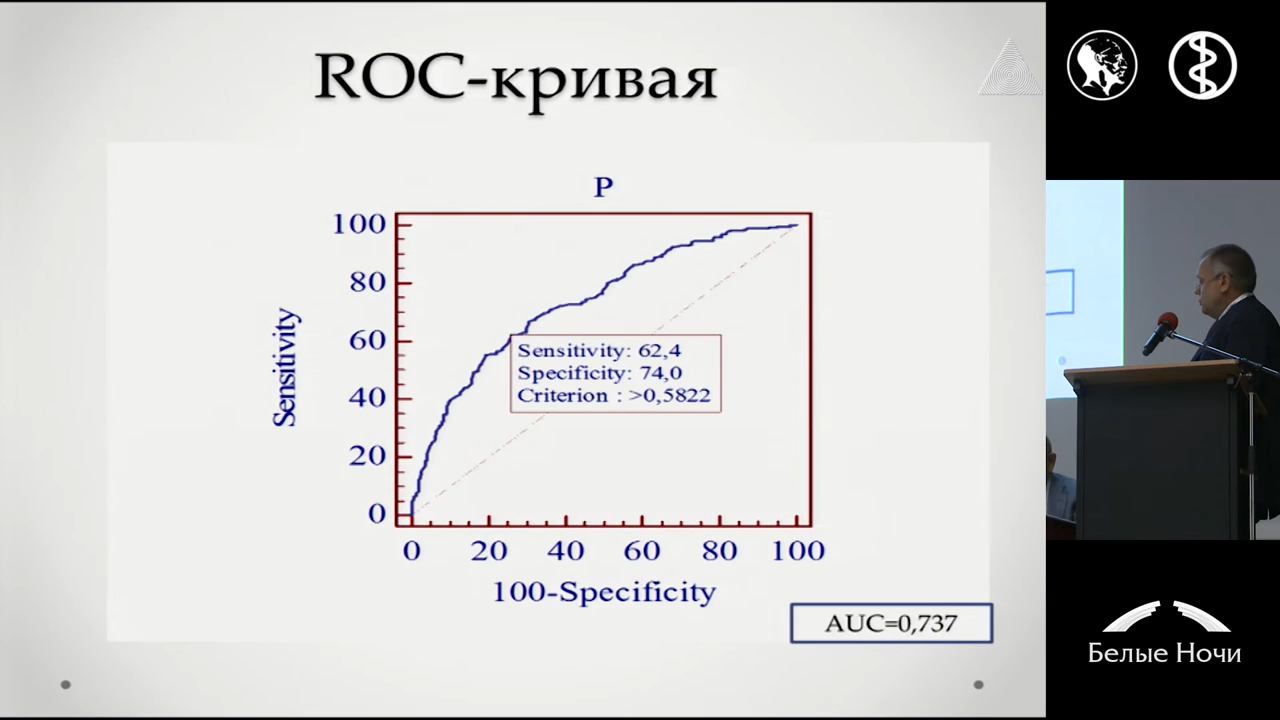 ROC-кривая
P
100
80
60
40
20
0
Sensitivity
Sensitivity: 62,4
Specificity: 74,0
Criterion : >0,5822
0 20 40 60 80 100
100-Specificity
AUC=0,737
Белые Ночи